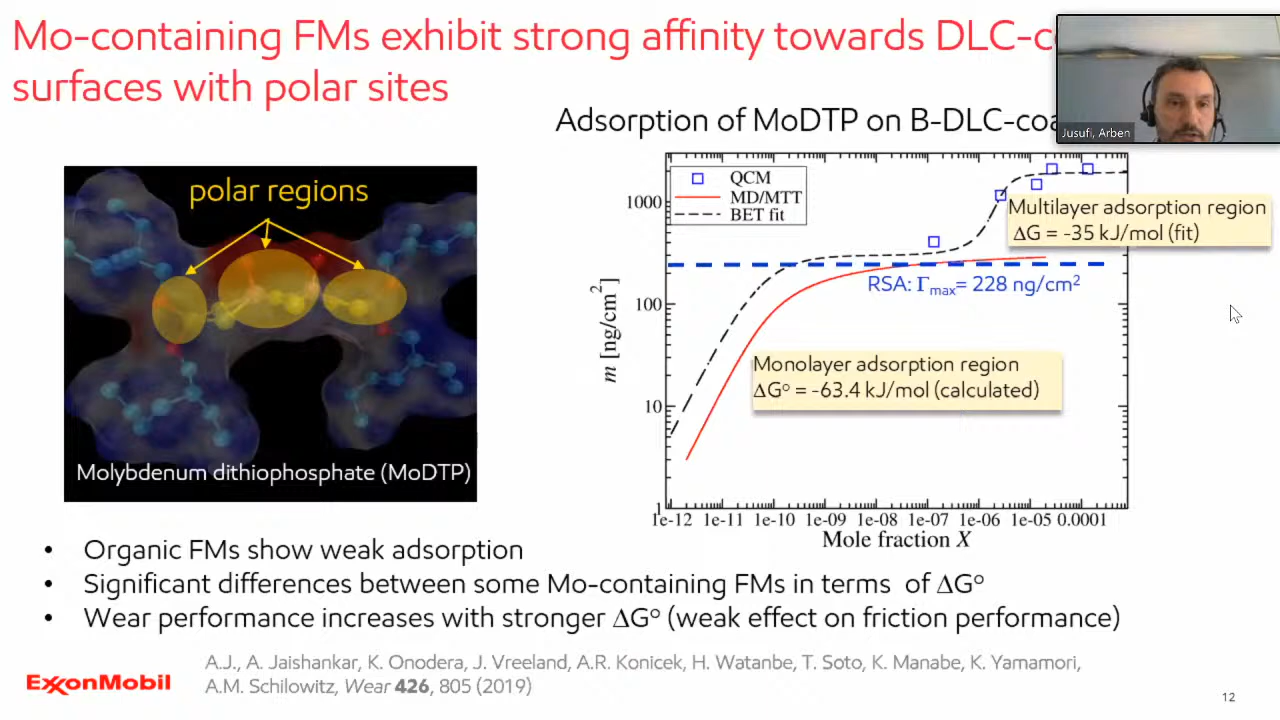 Mo-containing FMs exhibit strong affinity towards
surfaces with polar sites
Jusufi, Arben
Adsorption of MoDTP on
polar regions
Molybdenum dithiophosphate (MoDTP)
QCM
MD/MTT
BET fit
Multilayer adsorption region
ΔG = -35 kJ/mol (fit)
RSA: Γmax= 228 ng/cm²
Monolayer adsorption region
ΔGº = -63.4 kJ/mol (calculated)
m [ng/cm²]
1000
100
10
1
1e-12 1e-11 1e-10 1e-09 1e-08 1e-07 1e-06 1e-05 0.0001
Mole fraction X
• Organic FMs show weak adsorption
• Significant differences between some Mo-containing FMs in terms of ΔGº
• Wear performance increases with stronger ΔGº (weak effect on friction performance)
ExxonMobil
A.J., A. Jaishankar, K. Onodera, J. Vreeland, A.R. Konicek, H. Watanbe, T. Soto, K. Manabe, K. Yamamori,
A.M. Schilowitz, Wear 426, 805 (2019)
12